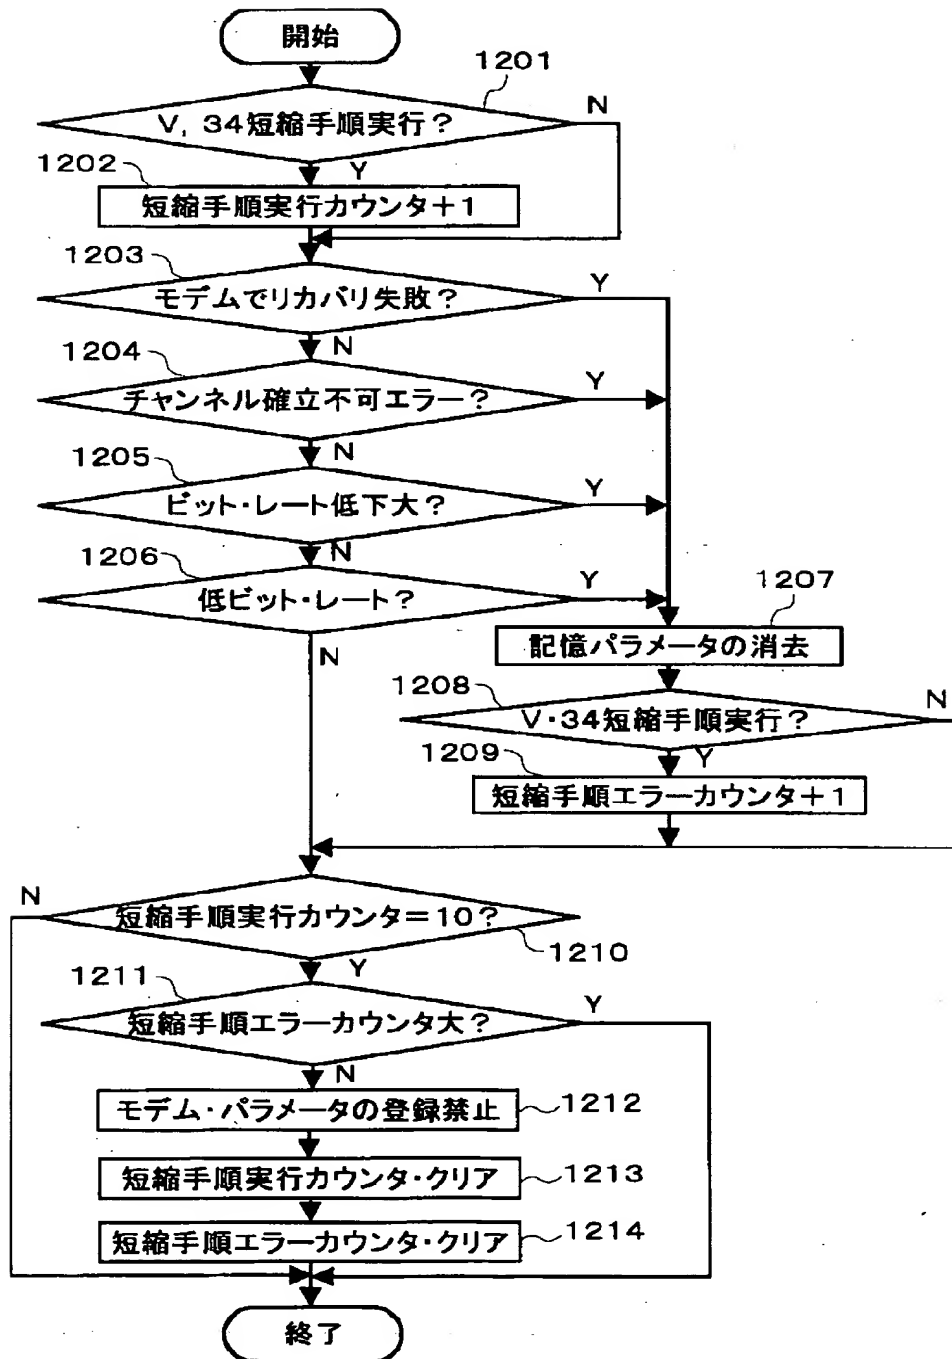 開始
1201
V, 34短縮手順実行?
N
1202
Y
短縮手順実行カウンタ+1
1203
モデムでリカバリ失敗?
Y
N
1204
チャンネル確立不可エラー?
Y
N
1205
ビット・レート低下大?
Y
N
1206
低ビット・レート?
Y
N
1207
記憶パラメータの消去
1208
V・34短縮手順実行?
N
Y
1209
短縮手順エラーカウンタ+1
N
短縮手順実行カウンタ=10?
1210
Y
1211
短縮手順エラーカウンタ大?
Y
N
モデム・パラメータの登録禁止
1212
短縮手順実行カウンタ・クリア
1213
短縮手順エラーカウンタ・クリア
1214
終了